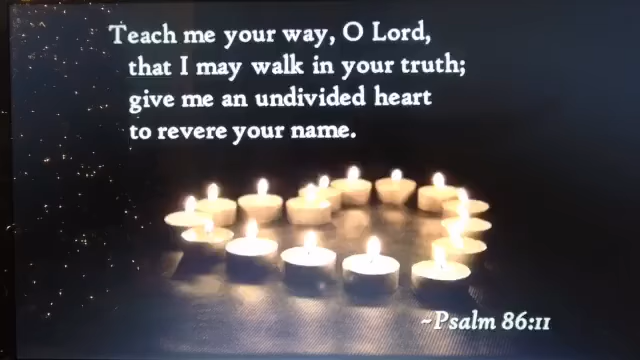 Teach me your way, O Lord,
that I may walk in your truth;
give me an undivided heart
to revere your name.
~Psalm 86:11